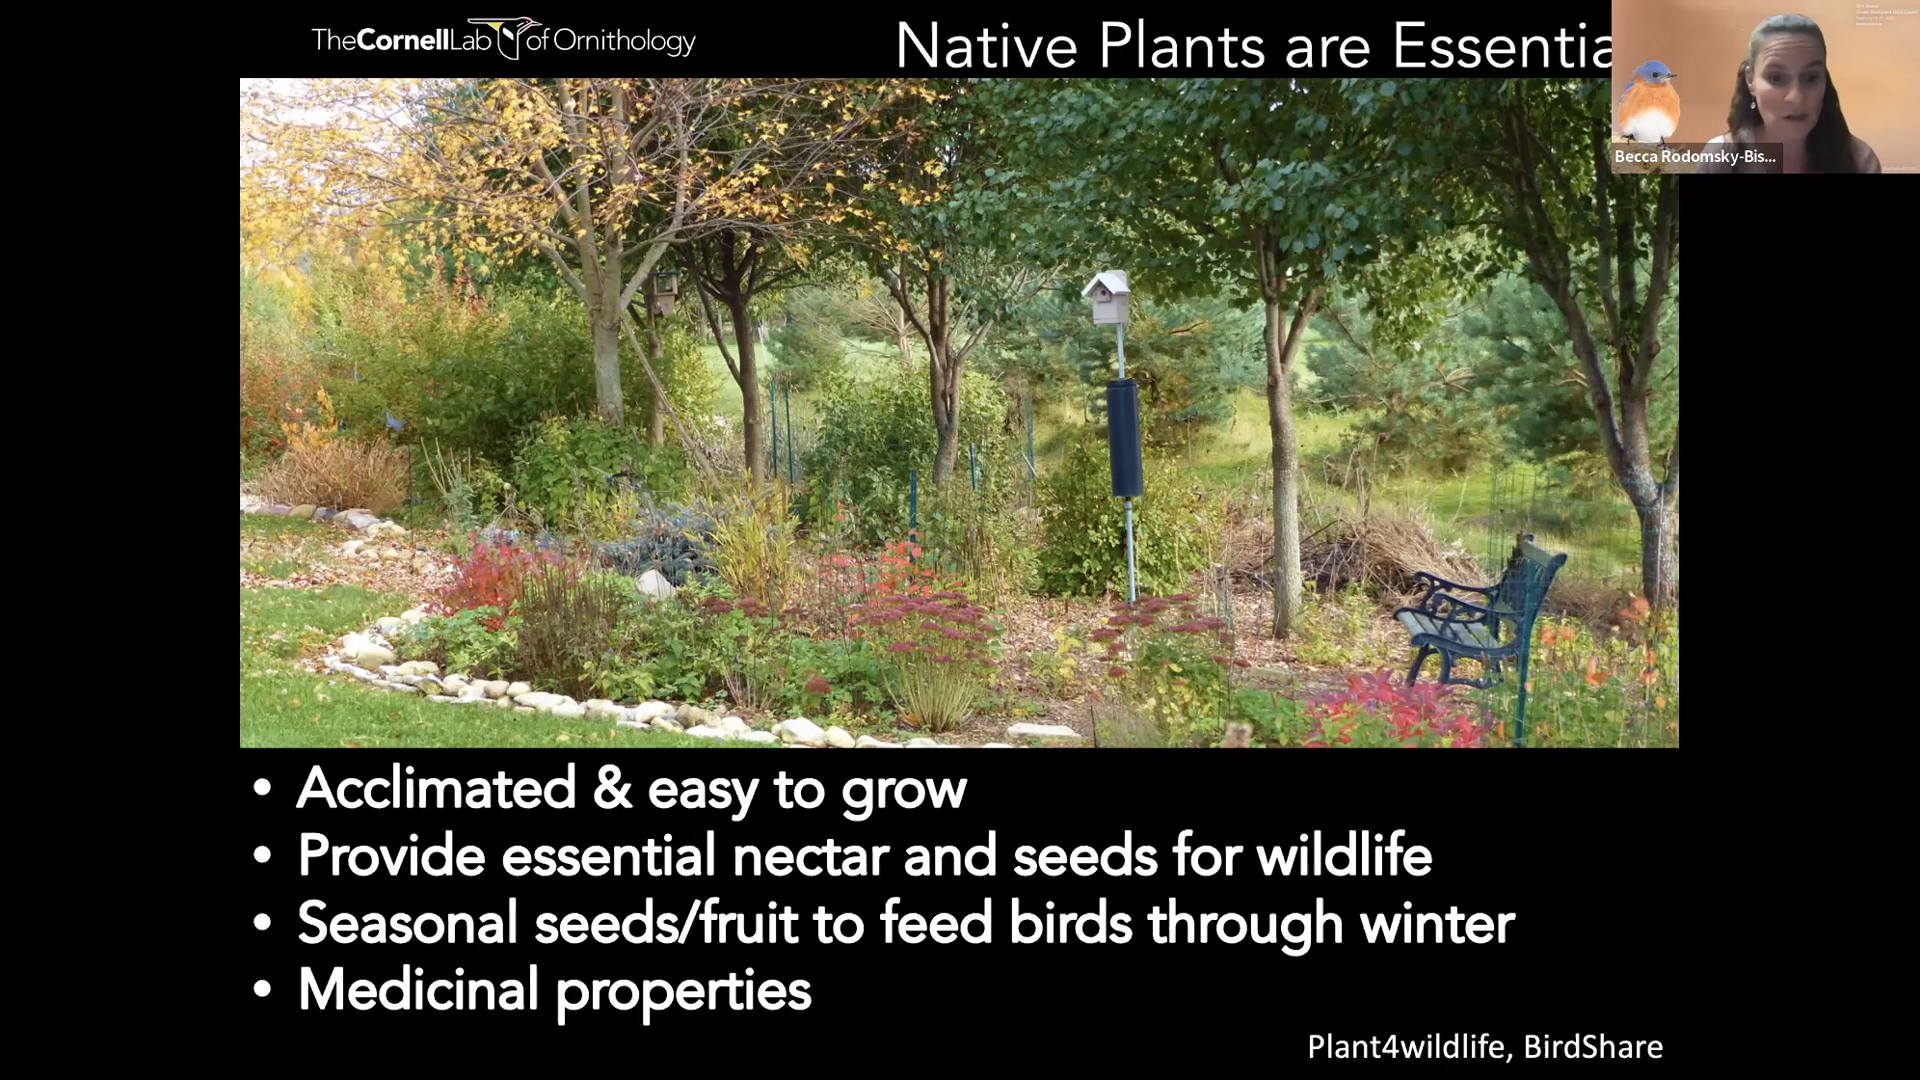 TheCornellLab of Ornithology
Native Plants are Essentia
Becca Rodomsky-Bis...
• Acclimated & easy to grow
• Provide essential nectar and seeds for wildlife
• Seasonal seeds/fruit to feed birds through winter
• Medicinal properties
Plant4wildlife, BirdShare